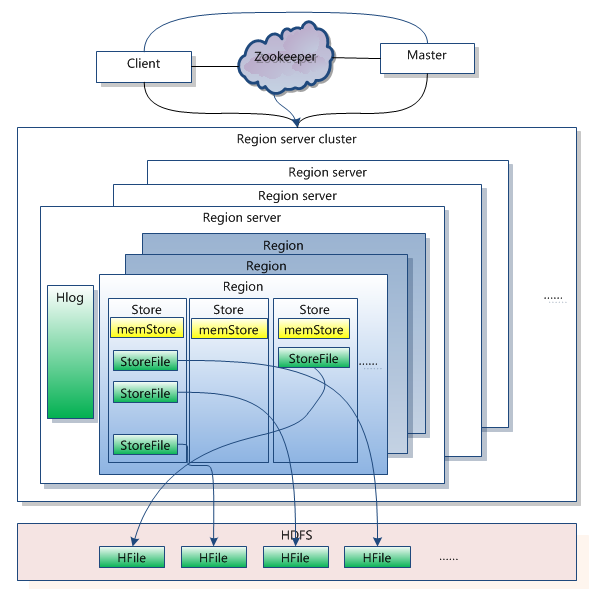 Client
Zookeeper
Master
Region server cluster
Region server
Region server
Region server
Region
Region
Region
Hlog
Store
Store
Store
memStore
memStore
memStore
StoreFile
StoreFile
StoreFile
StoreFile
......
......
HDFS
HFile
HFile
HFile
HFile
......